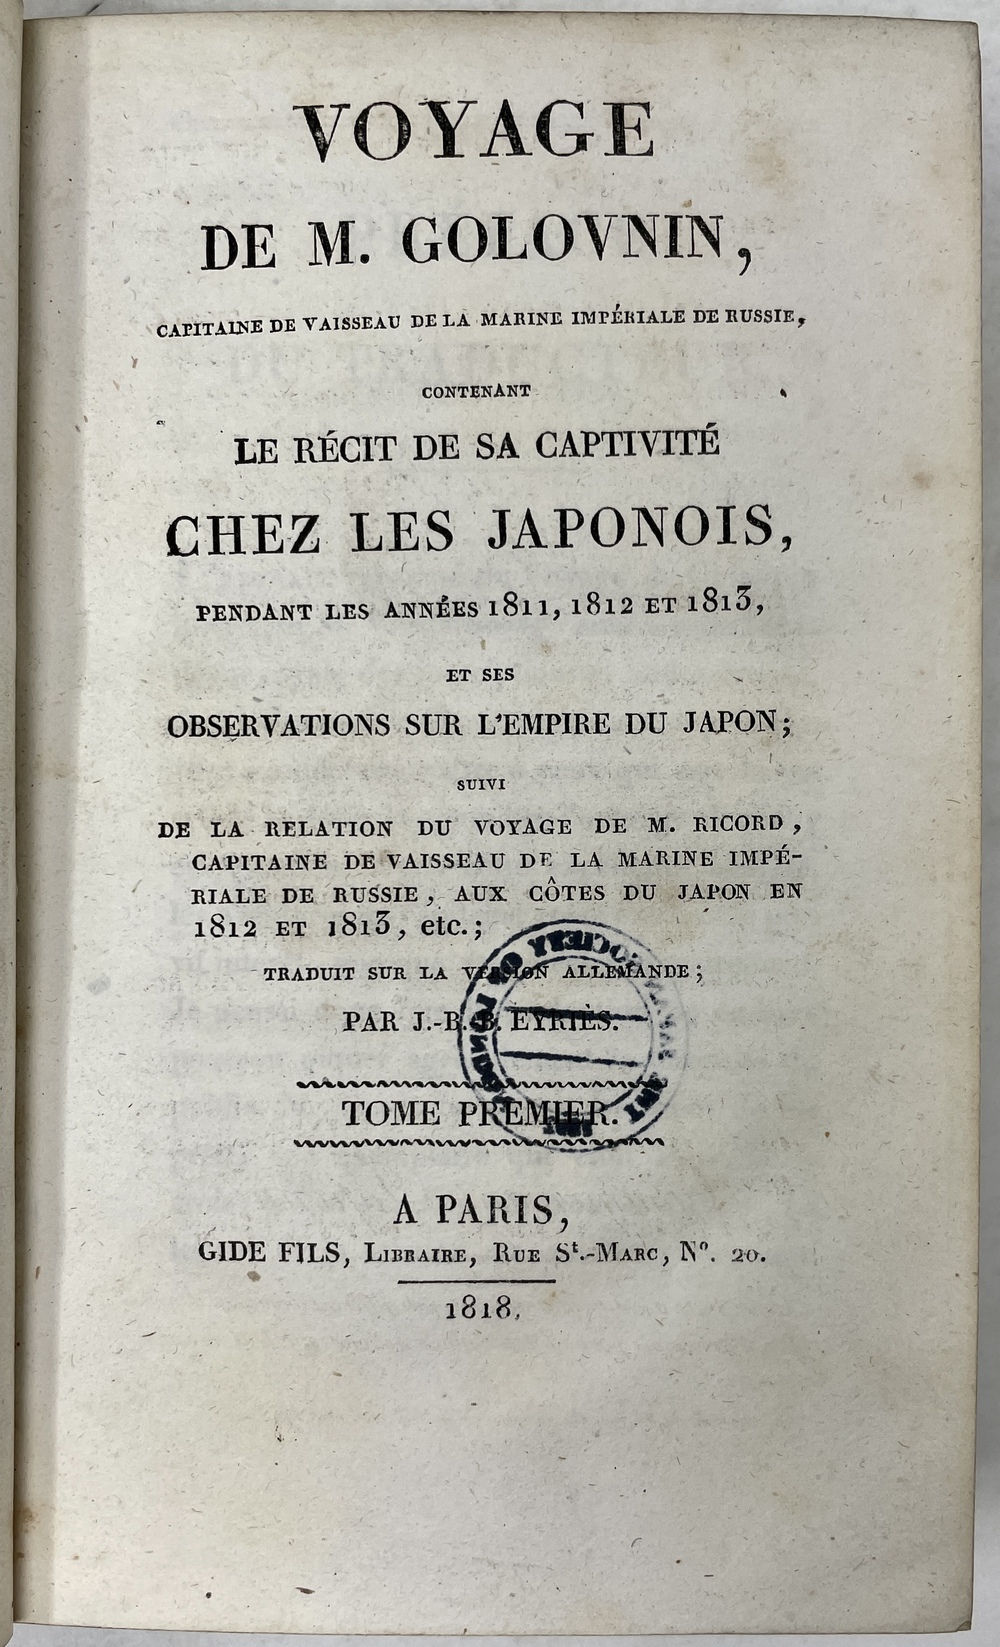 VOYAGE
DE M. GOLOVNIN,
CAPITAINE DE VAISSEAU DE LA MARINE IMPÉRIALE DE RUSSIE,
CONTENANT
LE RÉCIT DE SA CAPTIVITÉ
CHEZ LES JAPONOIS,
PENDANT LES ANNÉES 1811, 1812 ET 1813,
ET SES
OBSERVATIONS SUR L'EMPIRE DU JAPON;
SUIVI
DE LA RELATION DU VOYAGE DE M. RICORD,
CAPITAINE DE VAISSEAU DE LA MARINE IMPÉ-
RIALE DE RUSSIE, AUX CÔTES DU JAPON EN
1812 ET 1813, etc.;
TRADUIT SUR LA VERSION ALLEMANDE;
PAR J.-B. B. EYRIÈS.
TOME PREMIER.
A PARIS,
GIDE FILS, LIBRAIRE, RUE St.-MARC, No. 20.
1818.
SOCIETY OF LONDON